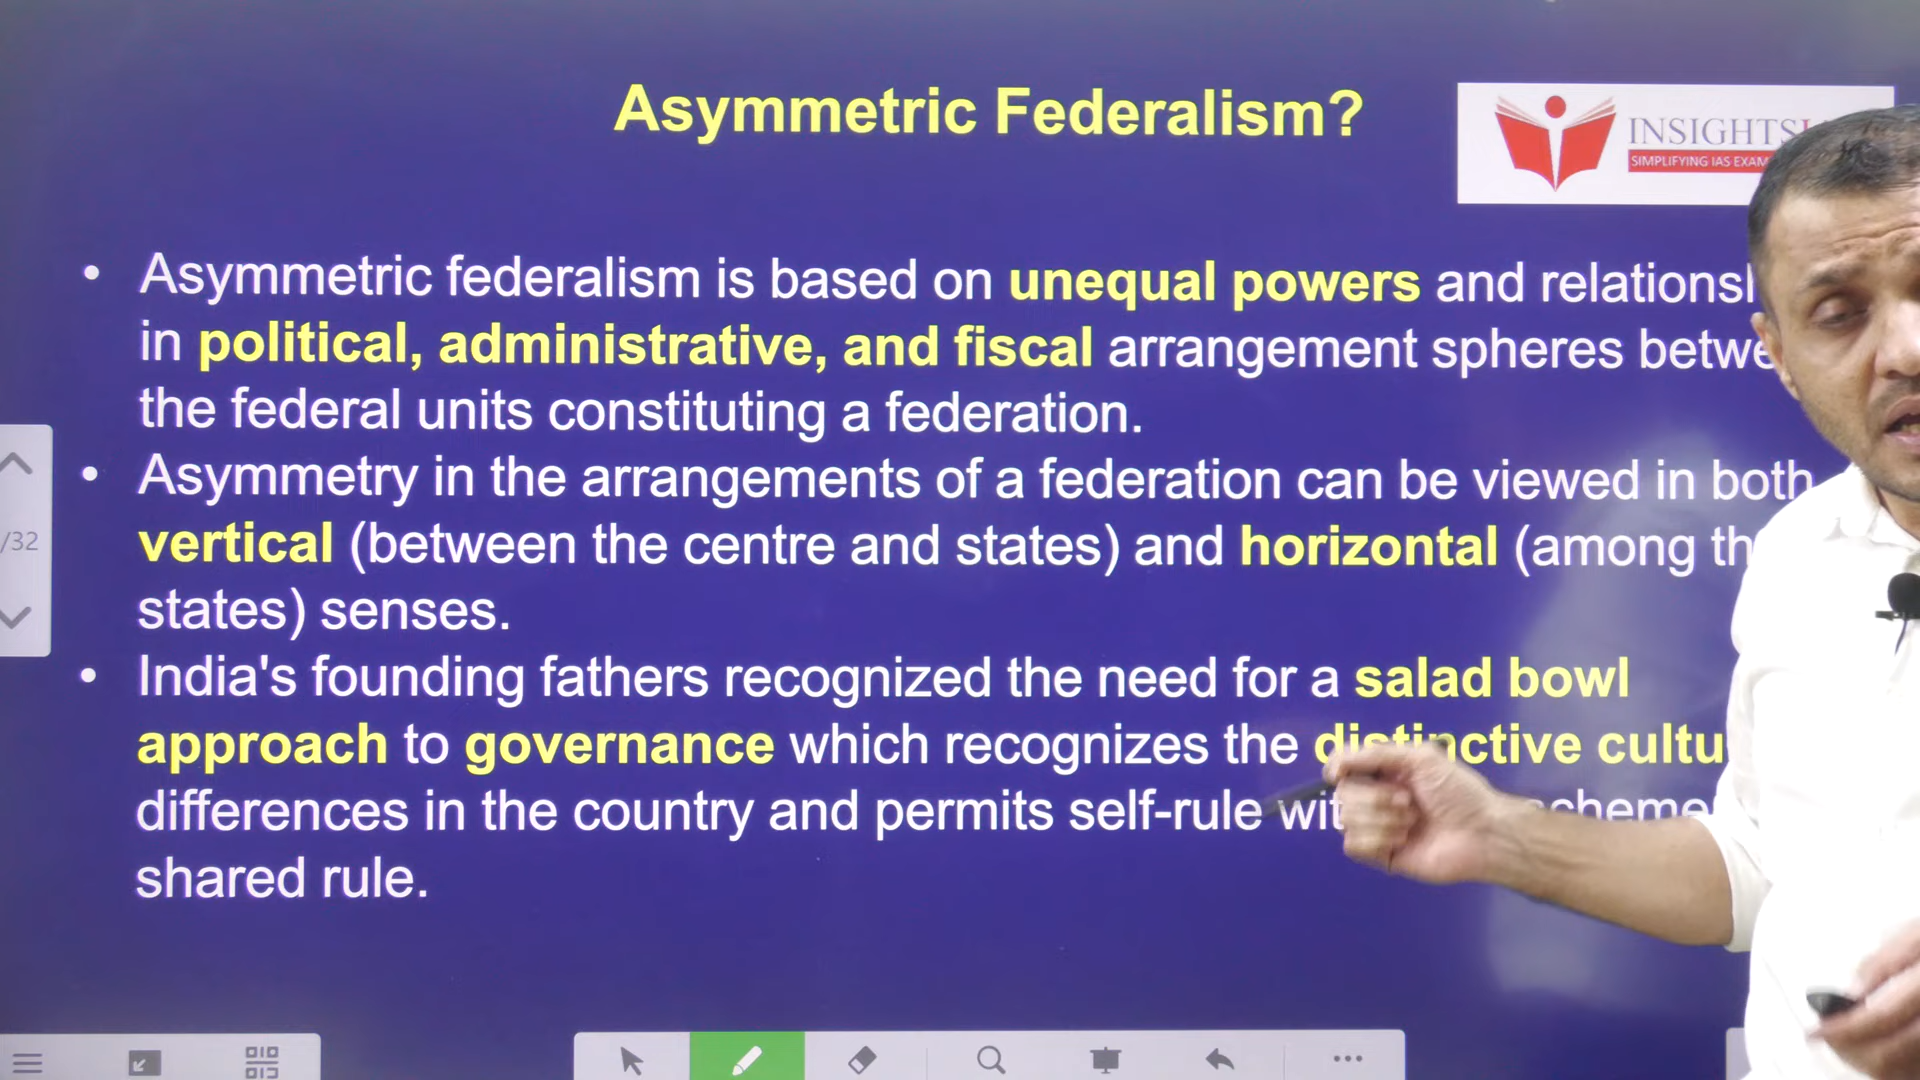 Asymmetric Federalism?
INSIGHTS
SIMPLIFYING IAS EXAM
• Asymmetric federalism is based on unequal powers and
in political, administrative, and fiscal arrangement spheres
the federal units constituting a federation.
• Asymmetry in the arrangements of a federation can be viewed in both
vertical (between the centre and states) and horizontal (among
states) senses.
/32
• India's founding fathers recognized the need for a salad bowl
approach to governance which recognizes the distinctive
differences in the country and permits self-rule
shared rule.